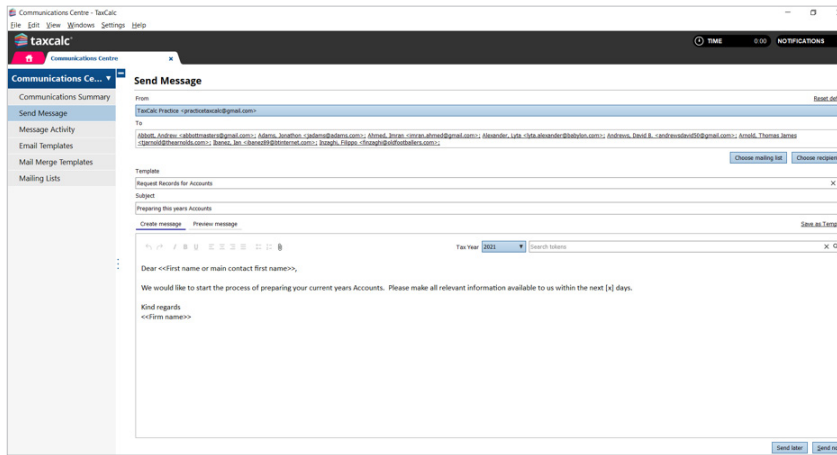 Communications Centre - TaxCalc
File Edit View Windows Settings Help
taxcalc
TIME 0:00 NOTIFICATIONS
Communications Centre x
Communications Ce... ▼
Communications Summary
Send Message
Message Activity
Email Templates
Mail Merge Templates
Mailing Lists
Send Message
From
Reset def
TaxCalc Practice <practicetaxcalc@gmail.com>
To
Abbott, Andrew <abbottmasters@gmail.com>; Adams, Jonathon <jadams@adams.com>; Ahmed, Imran <imran.ahmed@gmail.com>; Alexander, Lyta <lyta.alexander@babylon.com>; Andrews, David B. <andrewsdavid50@gmail.com>; Arnold, Thomas James
<tjarnold@thearnolds.com>; Ibanez, Ian <ibanez89@btinternet.com>; Inzaghi, Filippo <finzaghi@oldfootballers.com>;
Choose mailing list Choose recipien
Template
Request Records for Accounts
Subject
Preparing this years Accounts
Create message Preview message Save as Temp
Tax Year 2021 Search tokens
Dear <<First name or main contact first name>>,
We would like to start the process of preparing your current years Accounts. Please make all relevant information available to us within the next [x] days.
Kind regards
<<Firm name>>
Send later Send no